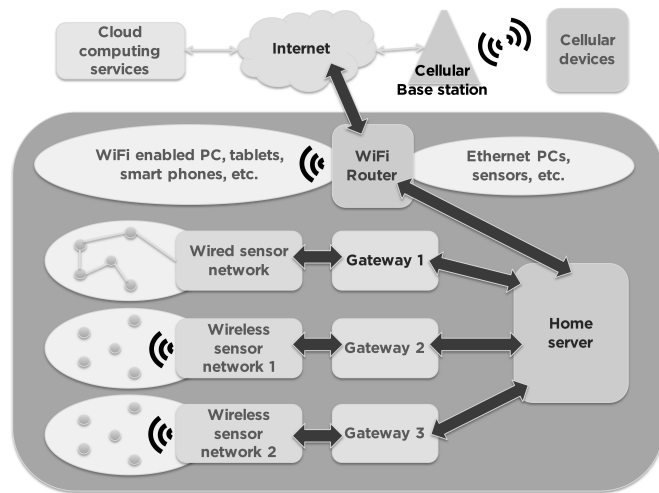 Cloud
computing
services
Internet
Cellular
Base station
Cellular
devices
WiFi enabled PC, tablets,
smart phones, etc.
WiFi
Router
Ethernet PCs,
sensors, etc.
Wired sensor
network
Gateway 1
Wireless
sensor
network 1
Gateway 2
Home
server
Wireless
sensor
network 2
Gateway 3